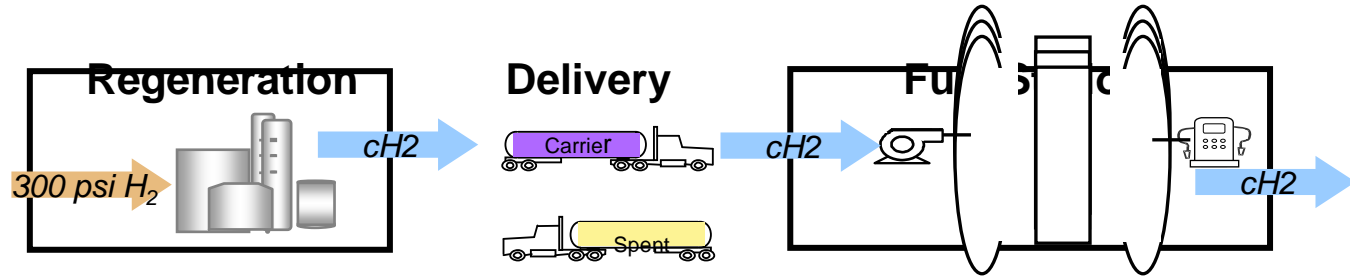 Regeneration
Delivery
300 psi H₂
cH2
Carrier
Spent
cH2
cH2